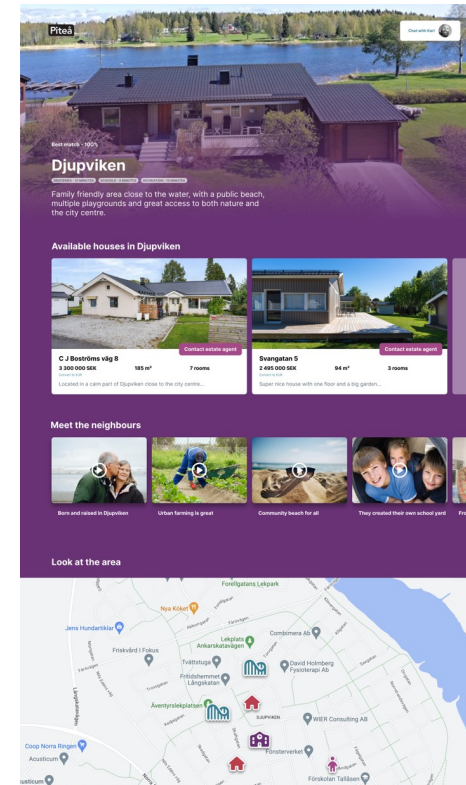 Piteå
Chat with Karl
Best match - 100%
Djupviken
Family friendly area close to the water, with a public beach,
multiple playgrounds and great access to both nature and
the city centre.
Available houses in Djupviken
Contact estate agent
Contact estate agent
C J Boströms väg 8
3 300 000 SEK 185 m² 7 rooms
Located in a calm part of Djupviken close to the city centre...
Svangatan 5
2 495 000 SEK 94 m² 3 rooms
Super nice house with one floor and a big garden...
Meet the neighbours
Born and raised in Djupviken
Urban farming is great
Community beach for all
They created their own school yard
Look at the area
Forellgatans Lekpark
Nya Köket
Jens Hundartiklar
Lekplats
Ankarskatavägen
Combimera Ab
Friskvård I Fokus
Tvättstuga
Fritidshemmet
Långskatan
David Holmberg
Fysioterapi Ab
Äventyrslekplatsen
DJUPVIKEN
WIER Consulting AB
Coop Norra Ringen
Acusticum
Fönsterverket
Förskolan Tallåsen